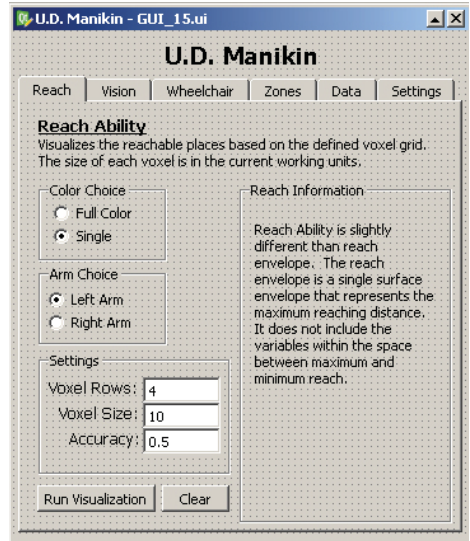 U.D. Manikin - GUI_15.ui
U.D. Manikin
Reach Vision Wheelchair Zones Data Settings
Reach Ability
Visualizes the reachable places based on the defined voxel grid.
The size of each voxel is in the current working units.
Color Choice
Full Color
Single
Arm Choice
Left Arm
Right Arm
Settings
Voxel Rows: 4
Voxel Size: 10
Accuracy: 0.5
Run Visualization Clear
Reach Information
Reach Ability is slightly
different than reach
envelope. The reach
envelope is a single surface
envelope that represents the
maximum reaching distance.
It does not include the
variables within the space
between maximum and
minimum reach.